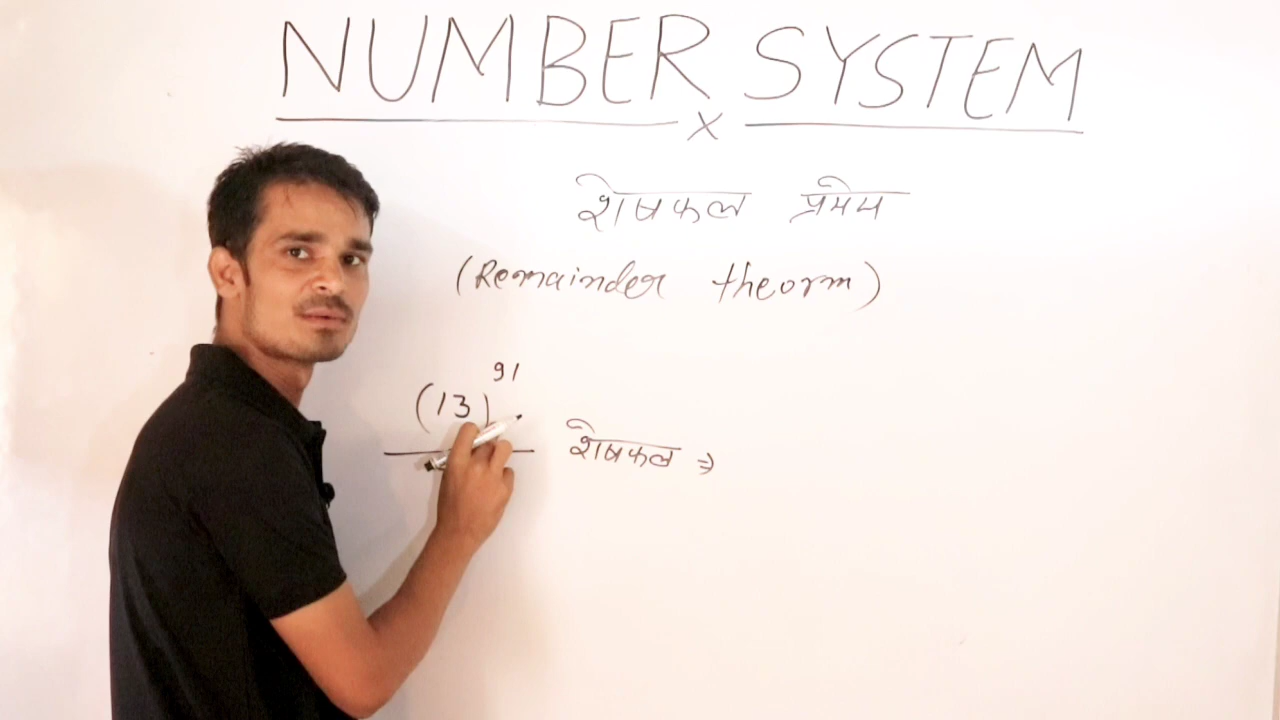 NUMBER SYSTEM
x
शेषफल प्रमेय
(Remainder theorm)
(13)^91
शेषफल ⇒